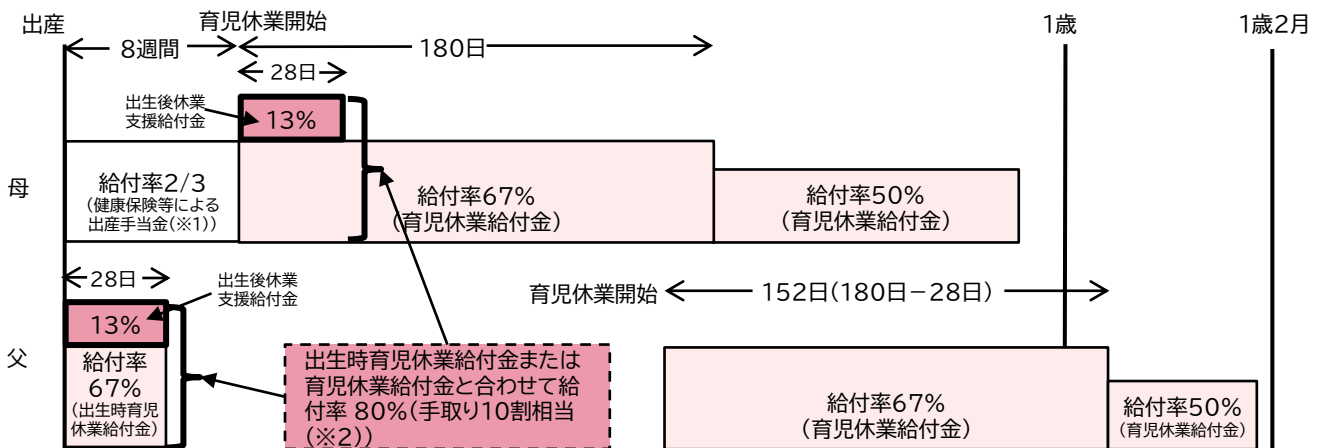 出産
育児休業開始
1歳
1歳2月
8週間
180日
28日
出生後休業
支援給付金
13%
母
給付率2/3
(健康保険等による
出産手当金(※1))
給付率67%
(育児休業給付金)
給付率50%
(育児休業給付金)
28日
出生後休業
支援給付金
育児休業開始
152日(180日－28日)
13%
父
給付率
67%
(出生時育児
休業給付金)
出生時育児休業給付金または
育児休業給付金と合わせて給
付率 80%(手取り10割相当
(※2))
給付率67%
(育児休業給付金)
給付率50%
(育児休業給付金)